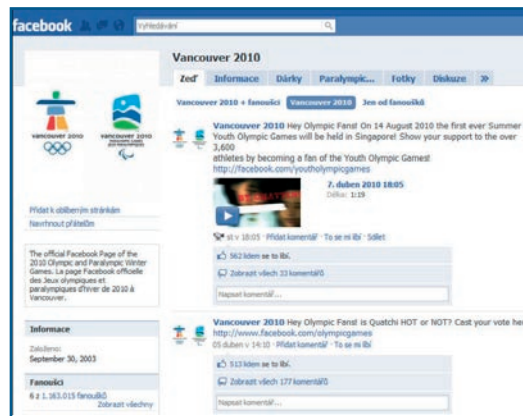 facebook
Vyhledávání
Vancouver 2010
Zeď Informace Dárky Paralympic... Fotky Diskuze »
Vancouver 2010 + fanoušci Vancouver 2010 Jen od fanoušků
vancouver 2010 vancouver 2010
Přidat k oblíbeným stránkám
Navrhnout přátelům
The official Facebook Page of the
2010 Olympic and Paralympic Winter
Games. La page Facebook officielle
des Jeux olympiques et
paralympiques d'hiver de 2010 à
Vancouver.
Informace
Založeno:
September 30, 2003
Fanoušci
6 z 1.163.015 fanoušků
Zobrazit všechny
Vancouver 2010 Hey Olympic Fans! On 14 August 2010 the first ever Summer
Youth Olympic Games will be held in Singapore! Show your support to the over
3,600
athletes by becoming a fan of the Youth Olympic Games!
http://facebook.com/youtholympicgames
7. duben 2010 18:05
Délka: 1:19
st v 18:05 · Přidat komentář · To se mi líbí · Sdílet
562 lidem se to líbí.
Zobrazit všech 33 komentářů
Napsat komentář...
Vancouver 2010 Hey Olympic Fans! is Quatchi HOT or NOT? Cast your vote here
http://www.facebook.com/olympicgames
05 duben v 14:10 · Přidat komentář · To se mi líbí
513 lidem se to líbí.
Zobrazit všech 177 komentářů
Napsat komentář...